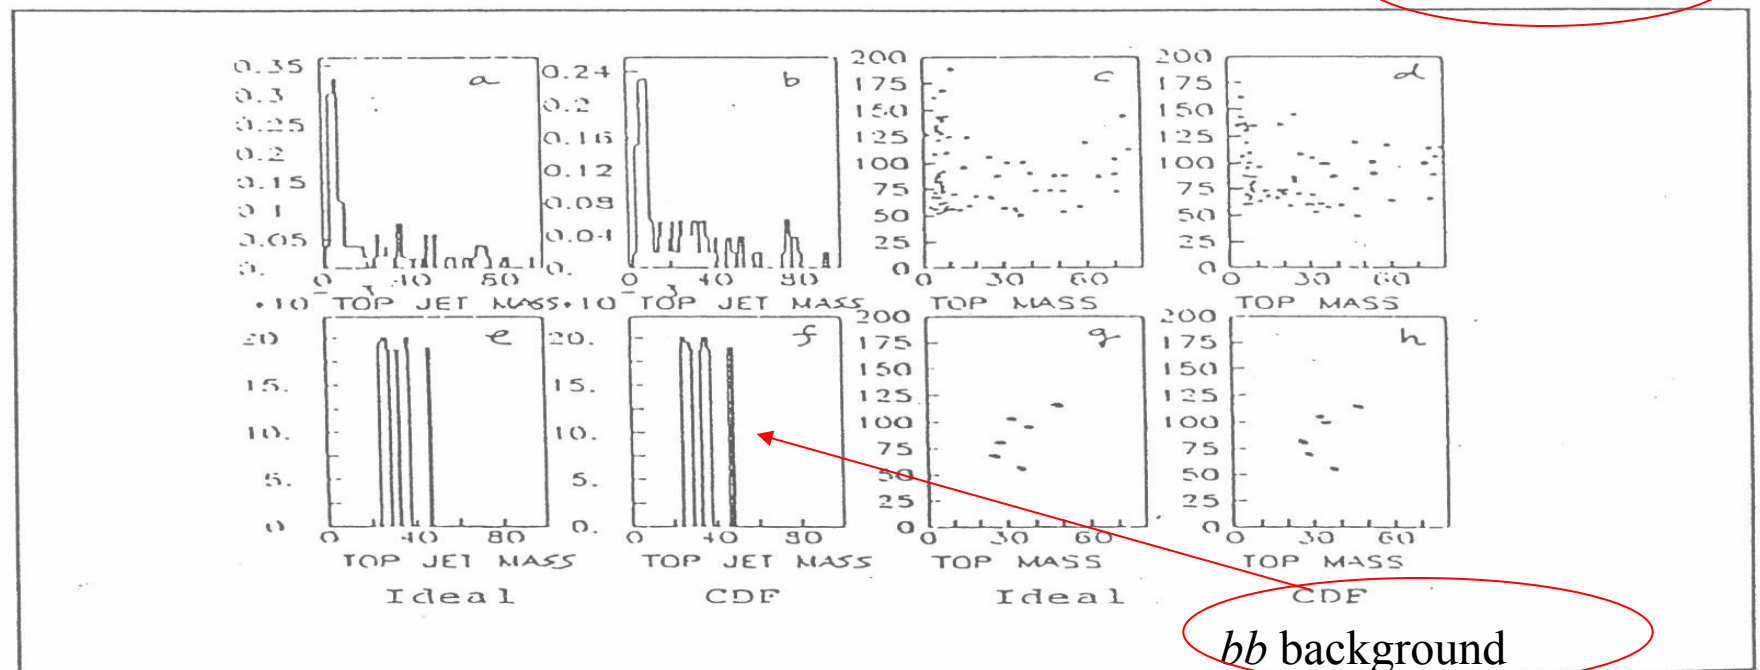 a b c d
0.35 0.3 0.25 0.2 0.15 0.1 0.05 0.
0.24 0.2 0.16 0.12 0.08 0.04 0.
200 175 150 125 100 75 50 25 0
200 175 150 125 100 75 50 25 0
0 40 80 0 40 80 0 30 60 0 30 60
*10^-3 TOP JET MASS *10^-3 TOP JET MASS TOP MASS TOP MASS
e f g h
20. 15. 10. 5. 0
20. 15. 10. 5. 0.
200 175 150 125 100 75 50 25 0
200 175 150 125 100 75 50 25 0
0 40 80 0 40 80 0 30 60 0 30 60
TOP JET MASS TOP JET MASS TOP MASS TOP MASS
Ideal CDF Ideal CDF
bb background